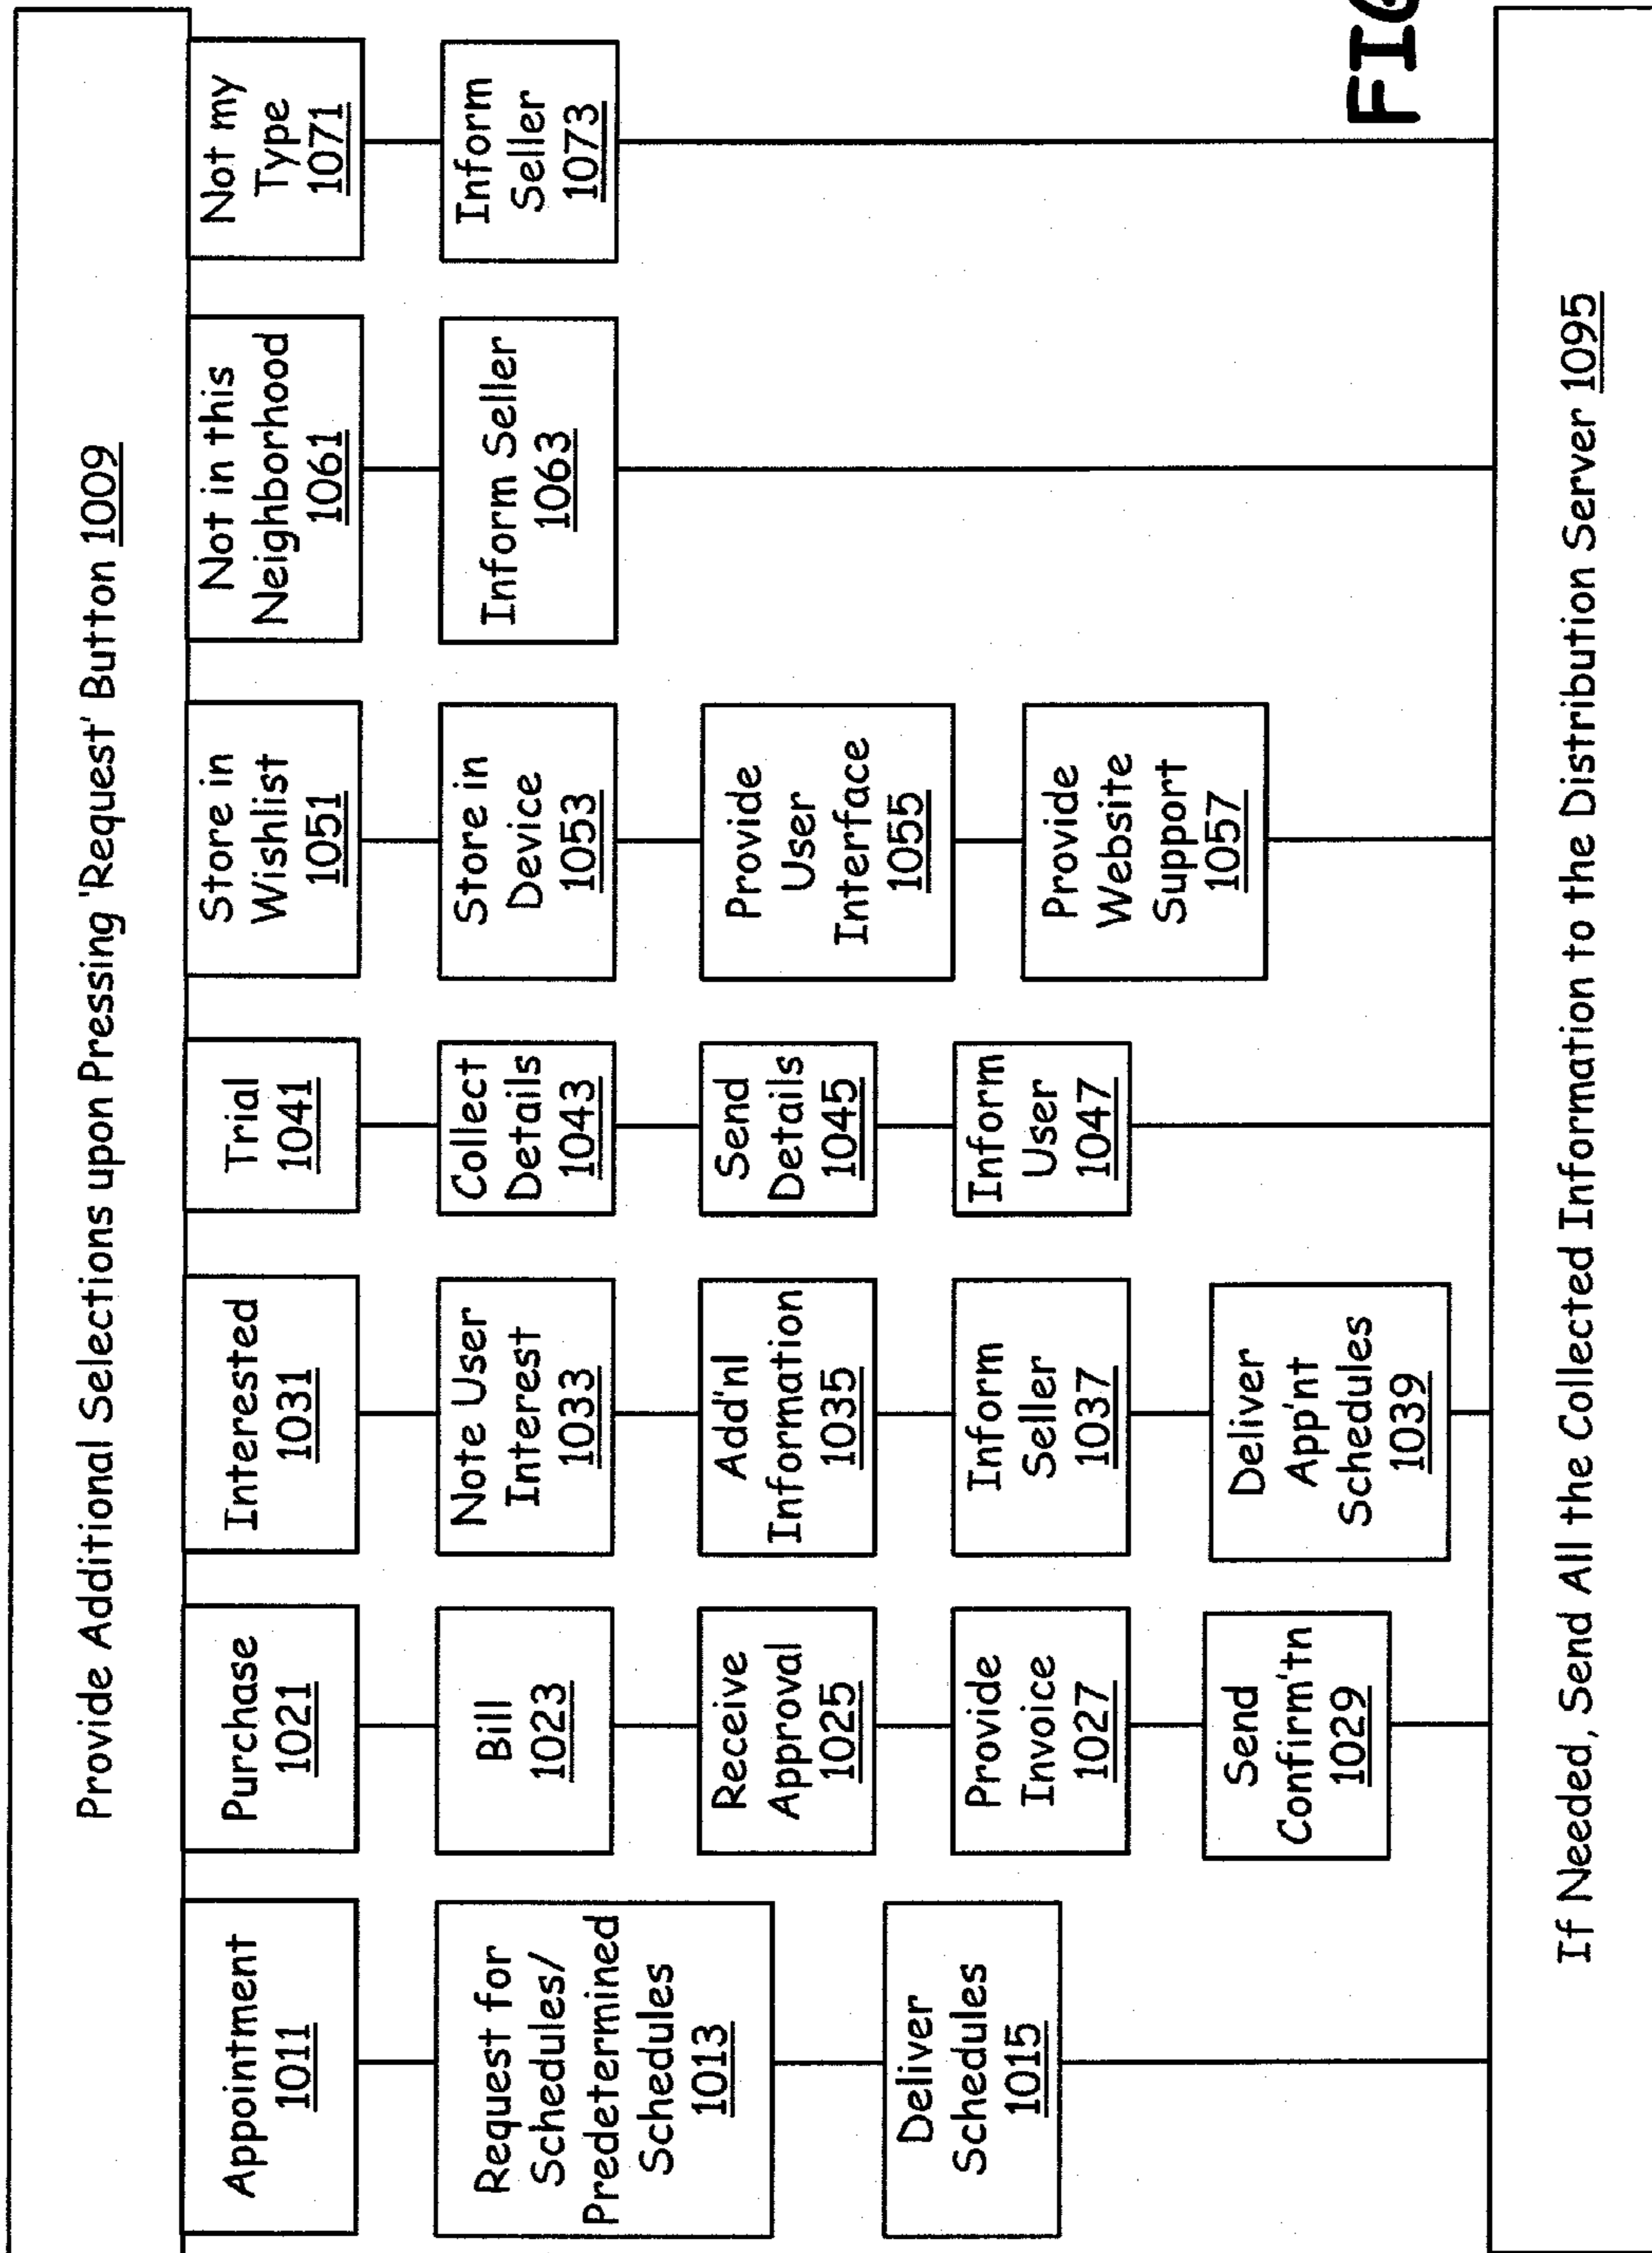 Provide Additional Selections upon Pressing 'Request' Button 1009
Appointment
1011
Request for
Schedules/
Predetermined
Schedules
1013
Deliver
Schedules
1015
Purchase
1021
Bill
1023
Receive
Approval
1025
Provide
Invoice
1027
Send
Confirm'tn
1029
Interested
1031
Note User
Interest
1033
Add'nl
Information
1035
Inform
Seller
1037
Deliver
App'nt
Schedules
1039
Trial
1041
Collect
Details
1043
Send
Details
1045
Inform
User
1047
Store in
Wishlist
1051
Store in
Device
1053
Provide
User
Interface
1055
Provide
Website
Support
1057
Not in this
Neighborhood
1061
Inform Seller
1063
Not my
Type
1071
Inform
Seller
1073
If Needed, Send All the Collected Information to the Distribution Server 1095